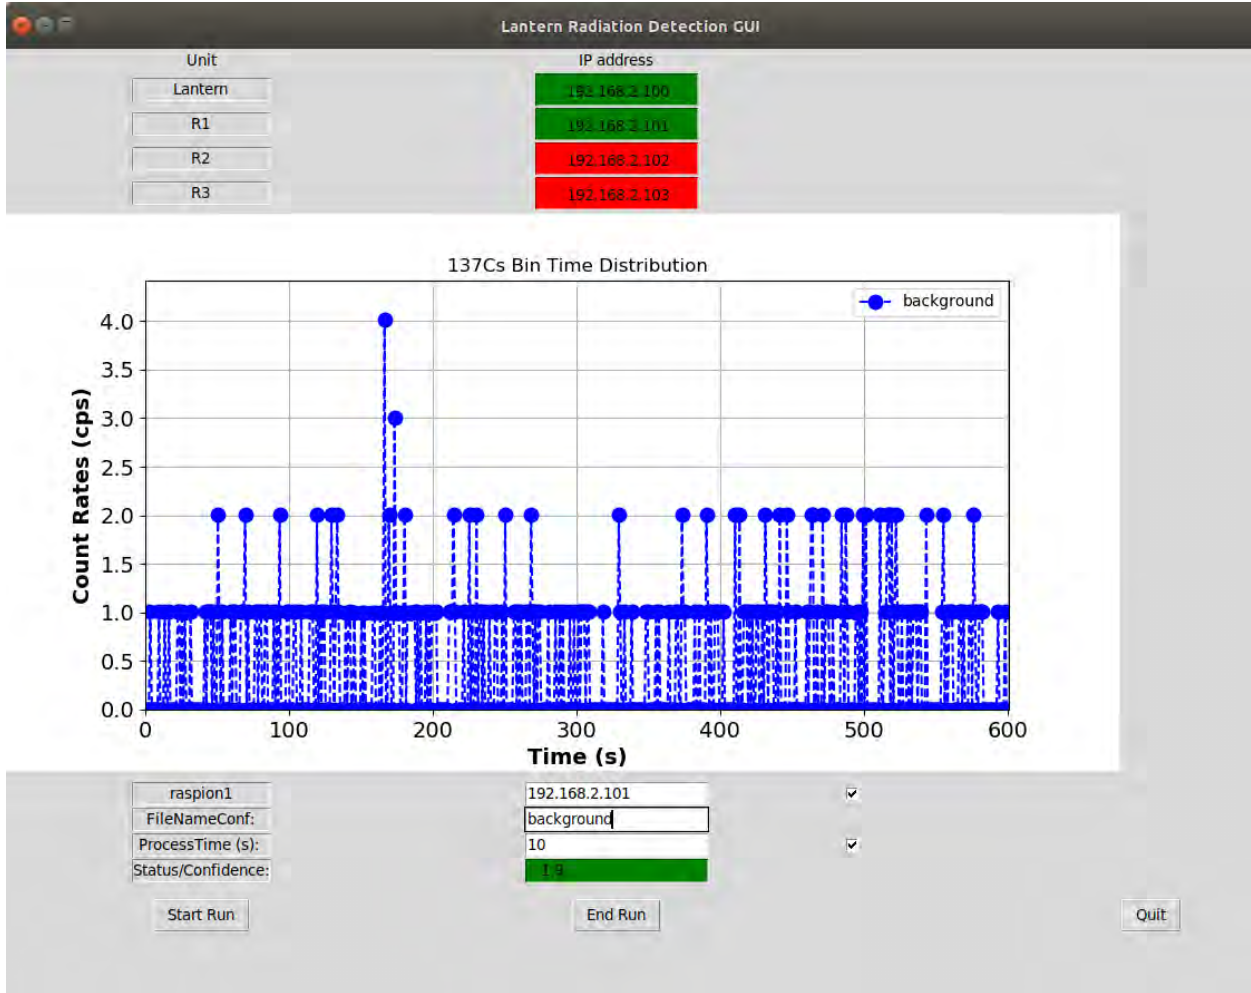 Lantern Radiation Detection GUI
Unit IP address
Lantern 192.168.2.100
R1 192.168.2.101
R2 192.168.2.102
R3 192.168.2.103
137Cs Bin Time Distribution
background
4.0
3.5
3.0
2.5
2.0
1.5
1.0
0.5
0.0
Count Rates (cps)
0 100 200 300 400 500 600
Time (s)
raspion1 192.168.2.101
FileNameConf: background
ProcessTime (s): 10
Status/Confidence: 1.9
Start Run End Run Quit